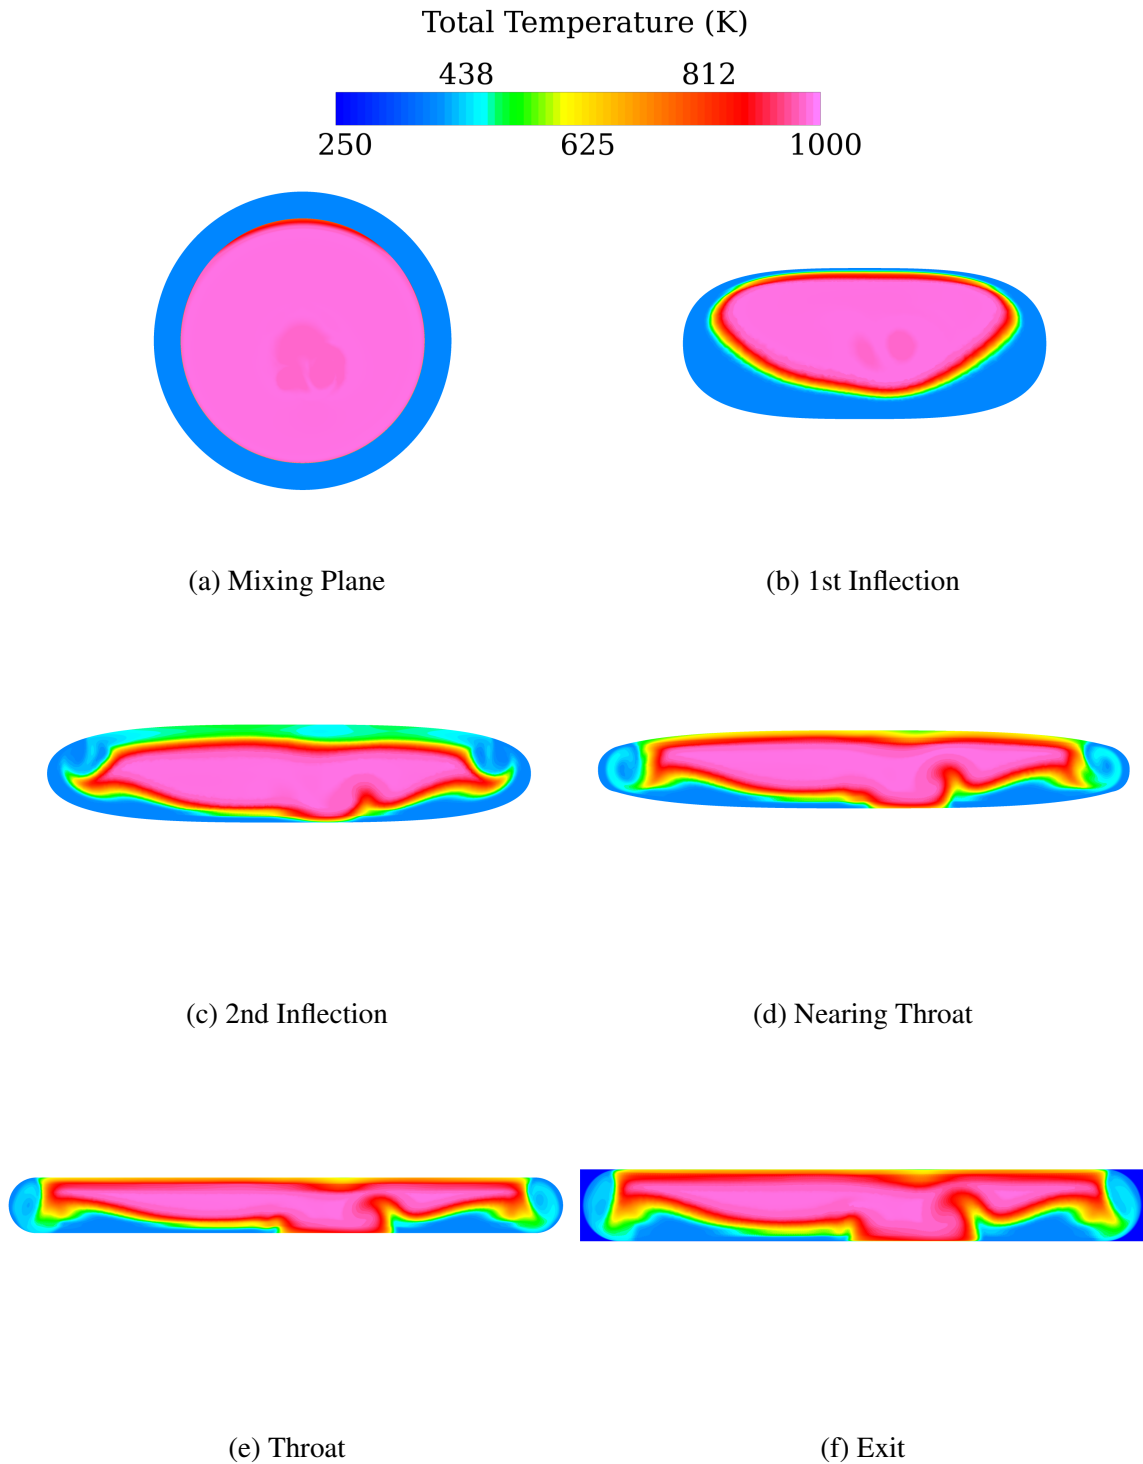 Total Temperature (K)
438 812
250 625 1000
(a) Mixing Plane
(b) 1st Inflection
(c) 2nd Inflection
(d) Nearing Throat
(e) Throat
(f) Exit